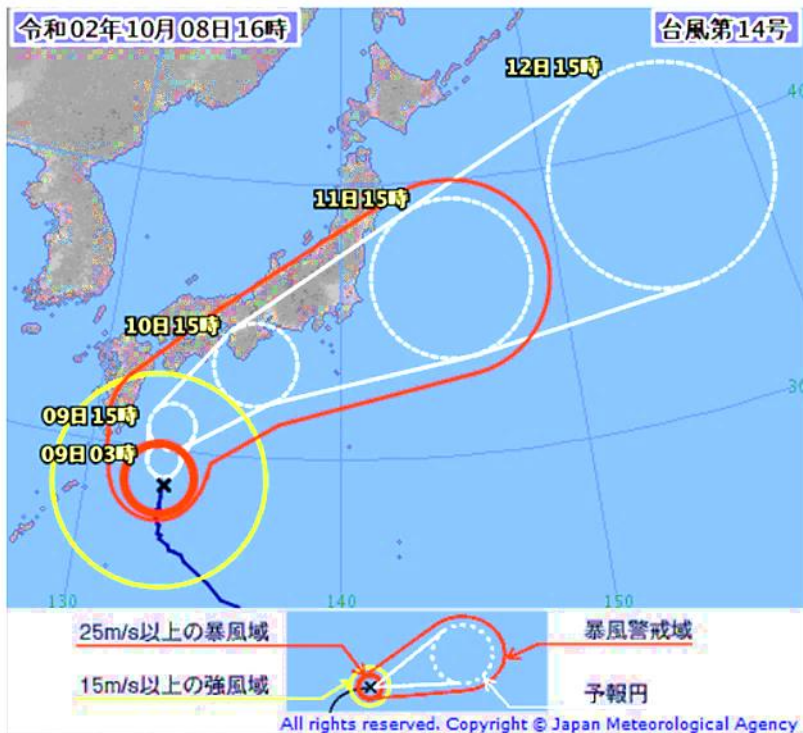 令和02年10月08日16時
台風第14号
12日15時
40
11日15時
10日15時
09日15時
09日03時
30
130
140
150
25m/s以上の暴風域
暴風警戒域
15m/s以上の強風域
予報円
All rights reserved. Copyright © Japan Meteorological Agency